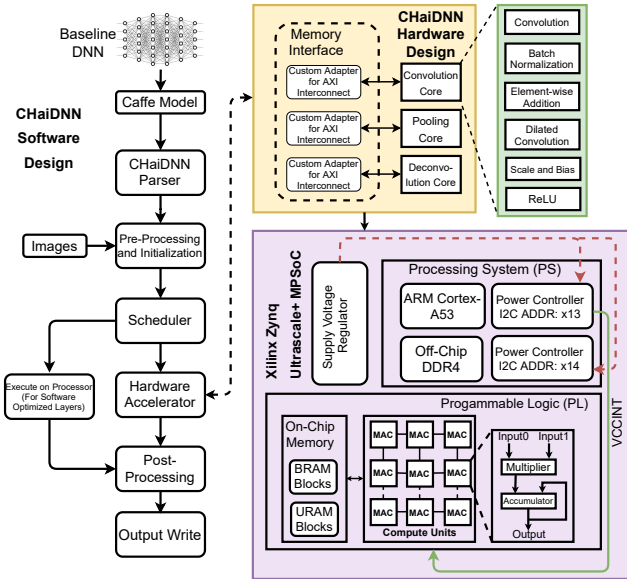 Baseline
DNN
CHaiDNN
Software
Design
Caffe Model
CHaiDNN
Parser
Images
Pre-Processing
and Initialization
Scheduler
Execute on Processor
(For Software
Optimized Layers)
Hardware
Accelerator
Post-
Processing
Output Write
Memory
Interface
CHaiDNN
Hardware
Design
Custom Adapter
for AXI
Interconnect
Convolution
Core
Custom Adapter
for AXI
Interconnect
Pooling
Core
Custom Adapter
for AXI
Interconnect
Deconvo-
lution Core
Convolution
Batch
Normalization
Element-wise
Addition
Dilated
Convolution
Scale and Bias
ReLU
Xilinx Zynq
Ultrascale+ MPSoC
Supply Voltage
Regulator
Processing System (PS)
ARM Cortex-
A53
Power Controller
I2C ADDR: x13
Off-Chip
DDR4
Power Controller
I2C ADDR: x14
VCCINT
Progammable Logic (PL)
On-Chip
Memory
BRAM
Blocks
URAM
Blocks
MAC MAC MAC
MAC MAC MAC
MAC MAC MAC
Compute Units
Input0 Input1
Multiplier
Accumulator
Output